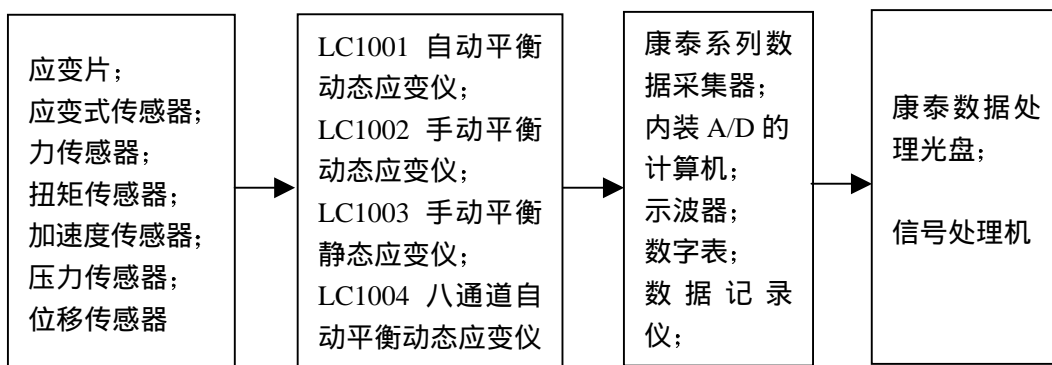 应变片；
应变式传感器；
力传感器；
扭矩传感器；
加速度传感器；
压力传感器；
位移传感器
LC1001 自动平衡
动态应变仪；
LC1002 手动平衡
动态应变仪；
LC1003 手动平衡
静态应变仪；
LC1004 八通道自
动平衡动态应变仪
康泰系列数
据采集器；
内装 A/D 的
计算机；
示波器；
数字表；
数据记录
仪；
康泰数据处
理光盘；
信号处理机